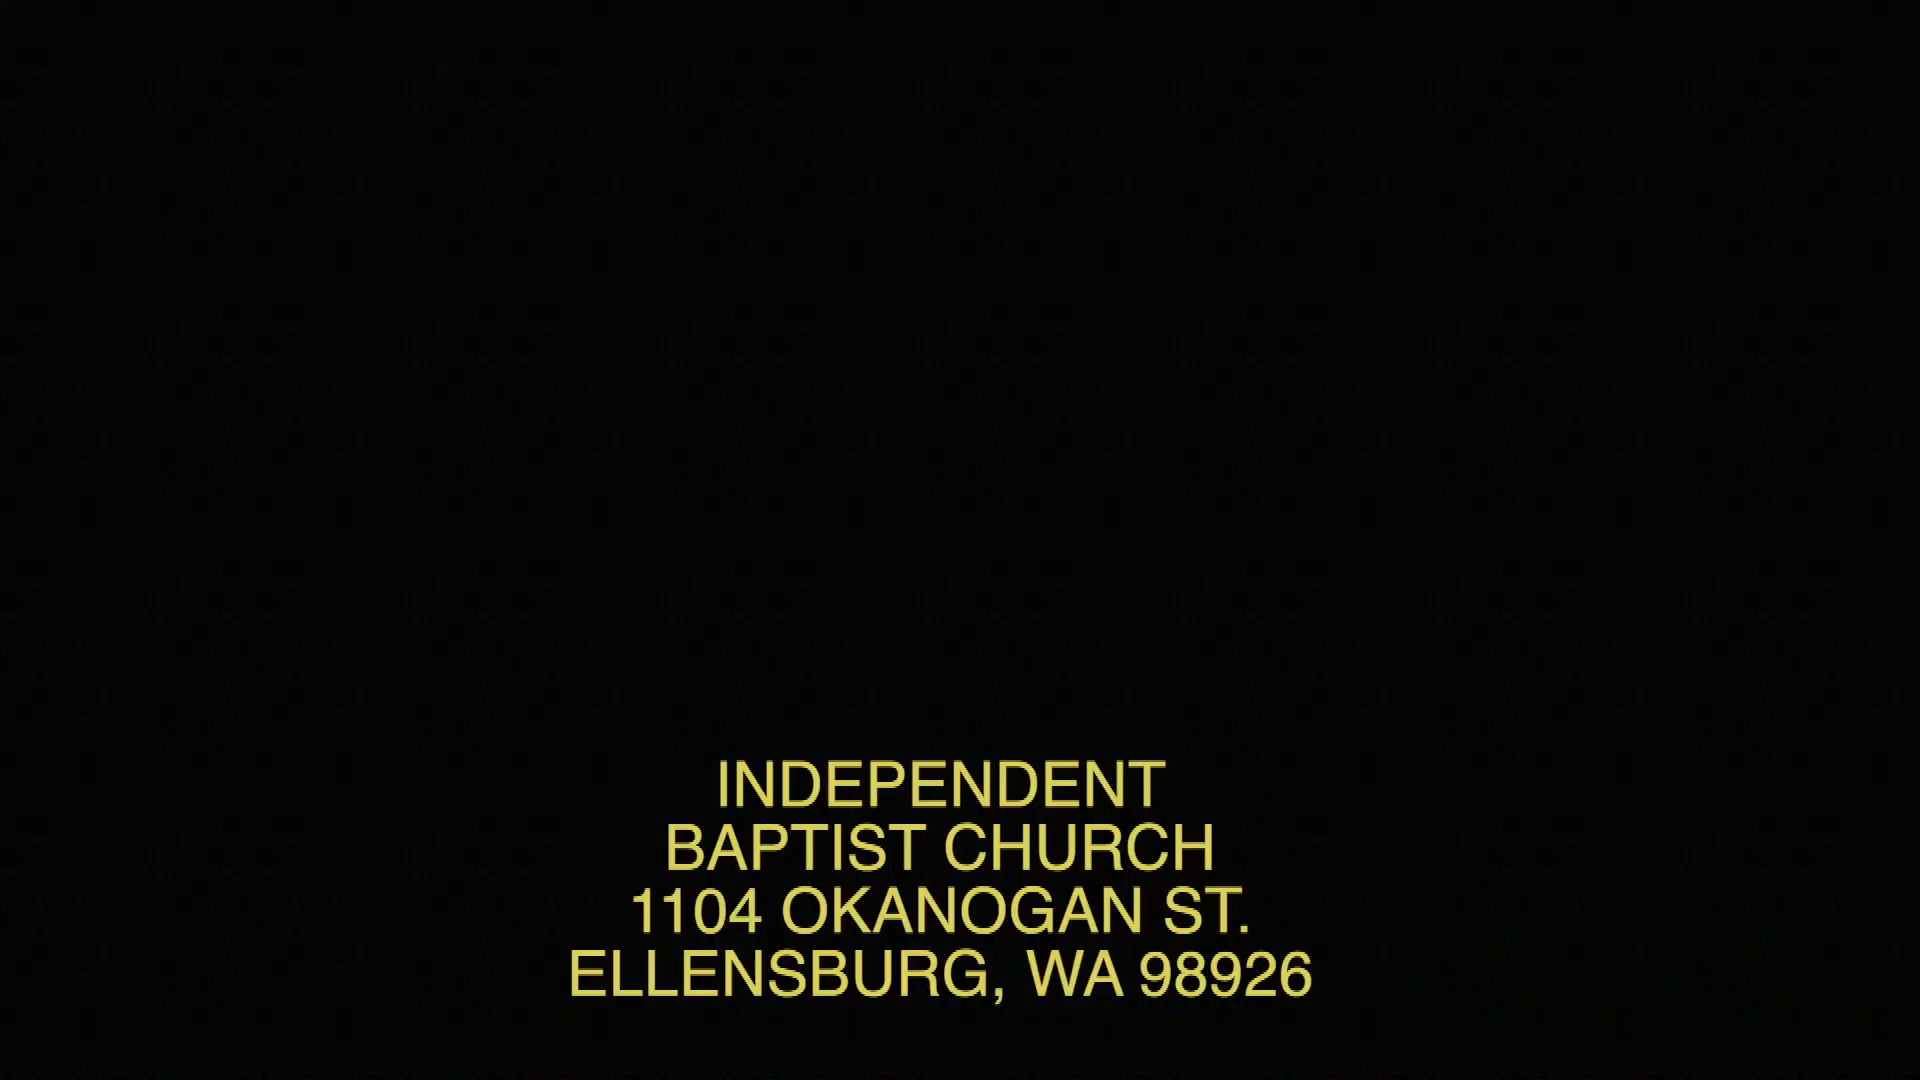 INDEPENDENT
BAPTIST CHURCH
1104 OKANOGAN ST.
ELLENSBURG, WA 98926